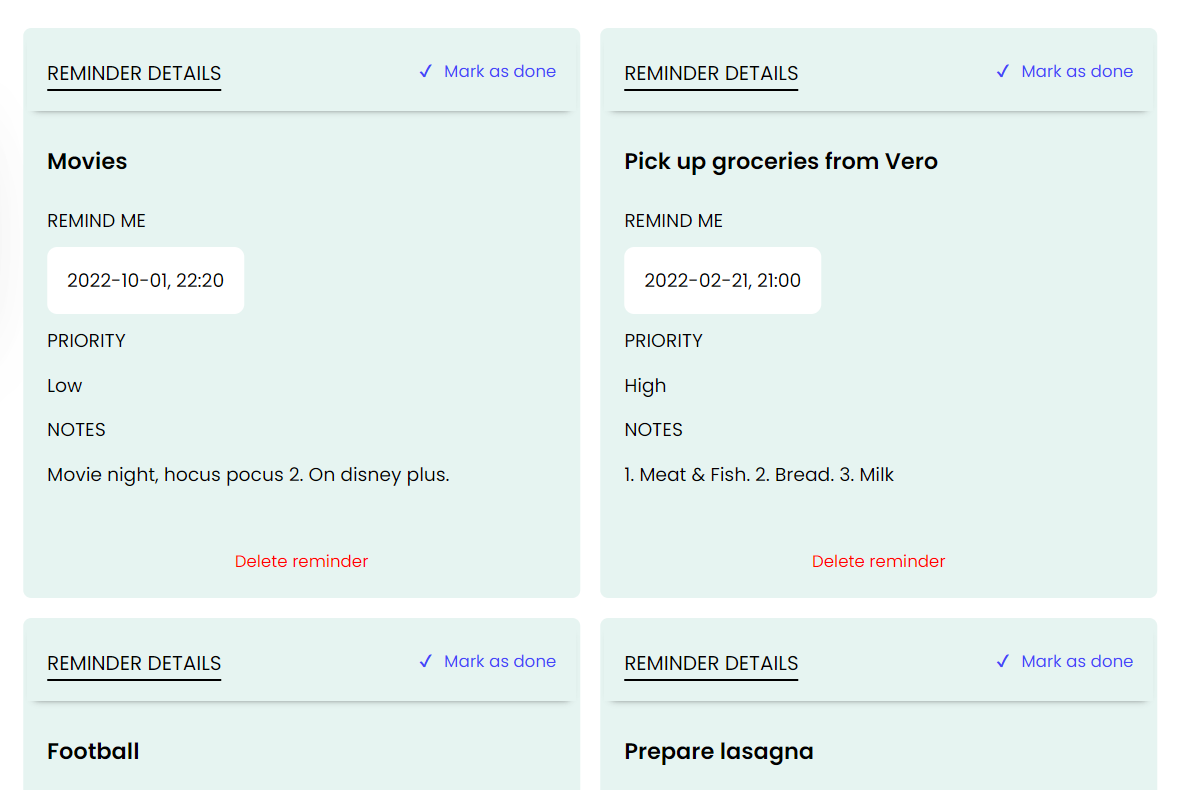 REMINDER DETAILS
✓ Mark as done
Movies
REMIND ME
2022-10-01, 22:20
PRIORITY
Low
NOTES
Movie night, hocus pocus 2. On disney plus.
Delete reminder
REMINDER DETAILS
✓ Mark as done
Pick up groceries from Vero
REMIND ME
2022-02-21, 21:00
PRIORITY
High
NOTES
1. Meat & Fish. 2. Bread. 3. Milk
Delete reminder
REMINDER DETAILS
✓ Mark as done
Football
REMINDER DETAILS
✓ Mark as done
Prepare lasagna